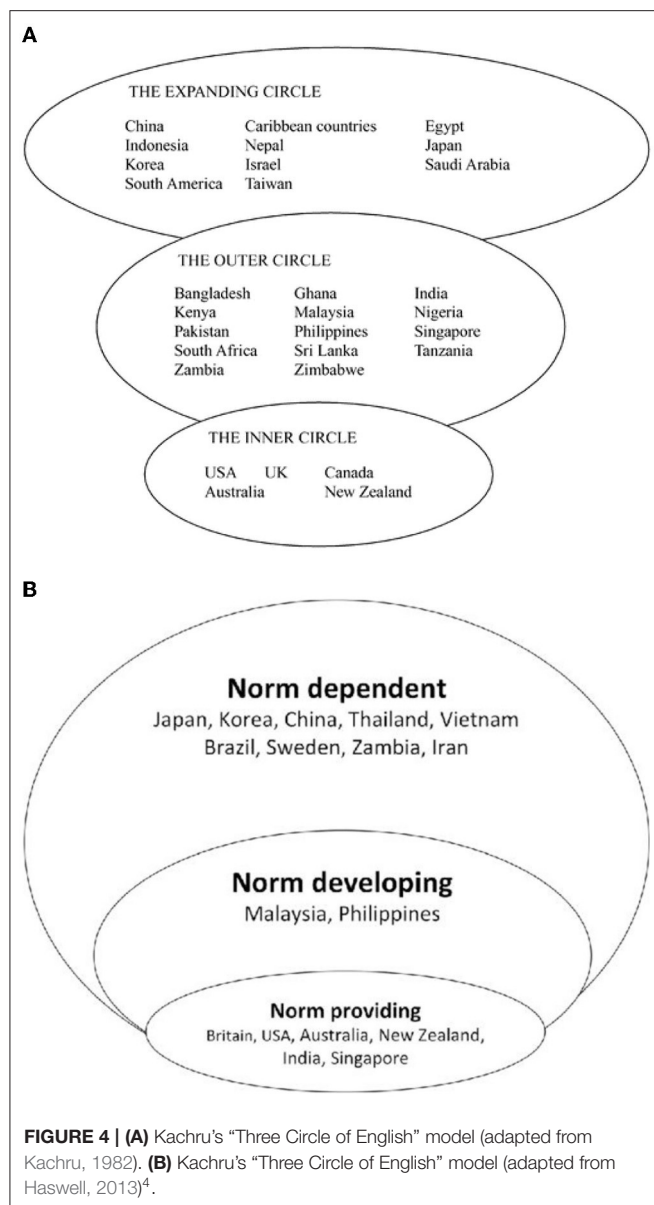 A
THE EXPANDING CIRCLE
China Caribbean countries Egypt
Indonesia Nepal Japan
Korea Israel Saudi Arabia
South America Taiwan
THE OUTER CIRCLE
Bangladesh Ghana India
Kenya Malaysia Nigeria
Pakistan Philippines Singapore
South Africa Sri Lanka Tanzania
Zambia Zimbabwe
THE INNER CIRCLE
USA UK Canada
Australia New Zealand
B
Norm dependent
Japan, Korea, China, Thailand, Vietnam
Brazil, Sweden, Zambia, Iran
Norm developing
Malaysia, Philippines
Norm providing
Britain, USA, Australia, New Zealand,
India, Singapore
FIGURE 4 | (A) Kachru’s “Three Circle of English” model (adapted from
Kachru, 1982). (B) Kachru’s “Three Circle of English” model (adapted from
Haswell, 2013)⁴.